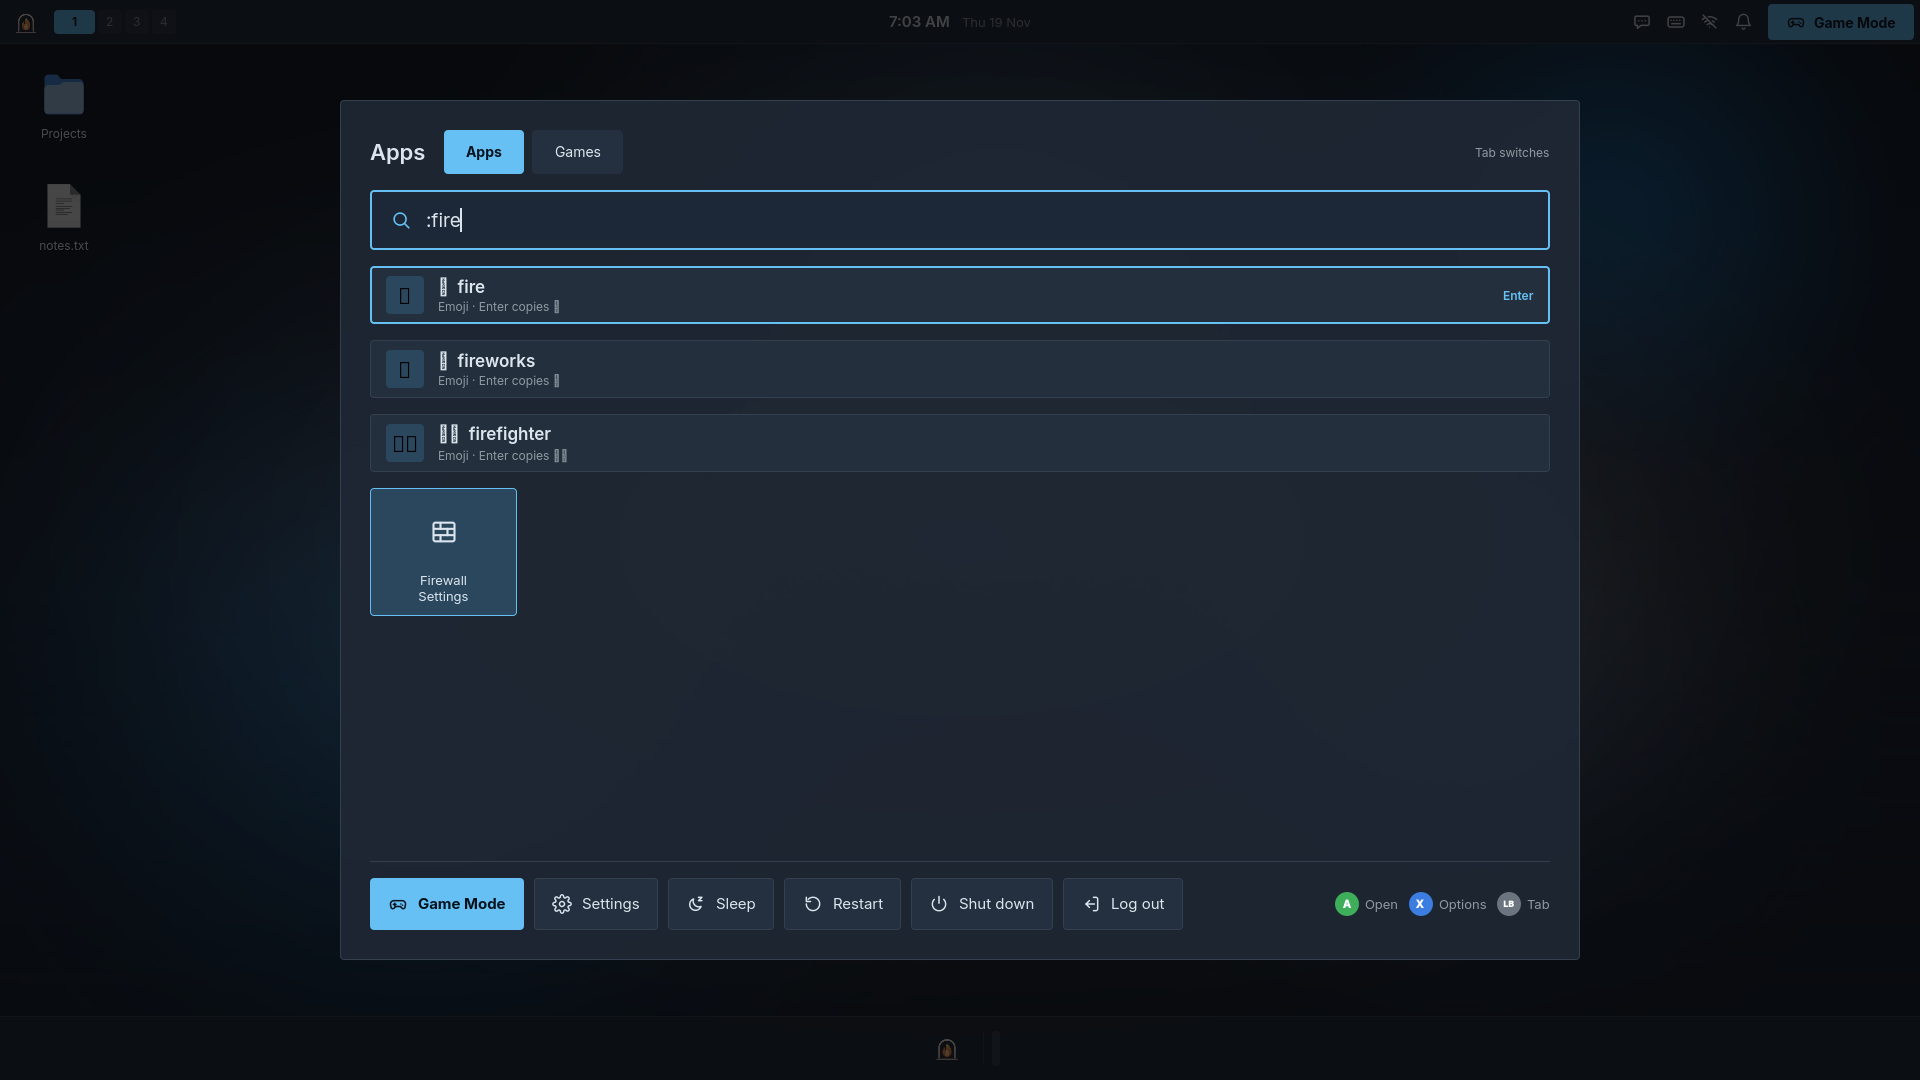 1 2 3 4
7:03 AM Thu 19 Nov
Game Mode
Projects
notes.txt
Apps
Apps
Games
Tab switches
:fire
fire
Emoji · Enter copies
Enter
fireworks
Emoji · Enter copies
firefighter
Emoji · Enter copies
Firewall
Settings
Game Mode
Settings
Sleep
Restart
Shut down
Log out
A Open
X Options
LB Tab